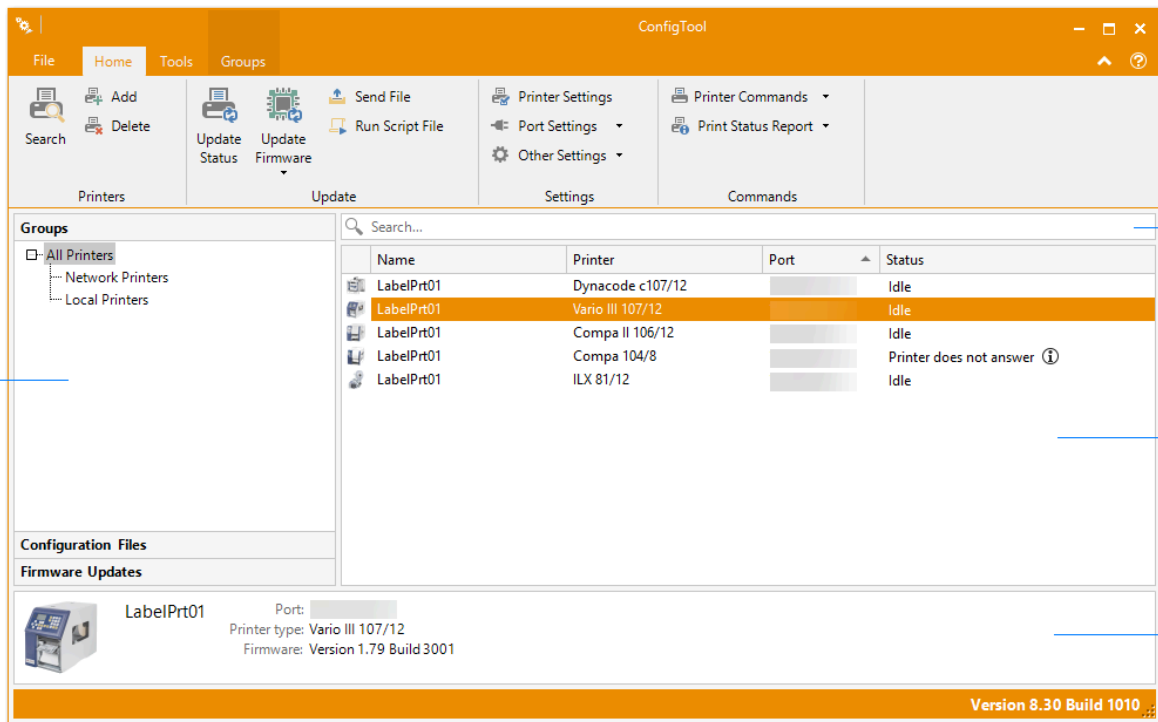 ConfigTool
File Home Tools Groups
Search
Add
Delete
Printers
Update Status
Update Firmware
Send File
Run Script File
Update
Printer Settings
Port Settings
Other Settings
Settings
Printer Commands
Print Status Report
Commands
Groups
All Printers
Network Printers
Local Printers
Configuration Files
Firmware Updates
Search...
Name Printer Port Status
LabelPrt01 Dynacode c107/12 Idle
LabelPrt01 Vario III 107/12 Idle
LabelPrt01 Compa II 106/12 Idle
LabelPrt01 Compa 104/8 Printer does not answer
LabelPrt01 ILX 81/12 Idle
LabelPrt01
Port:
Printer type: Vario III 107/12
Firmware: Version 1.79 Build 3001
Version 8.30 Build 1010